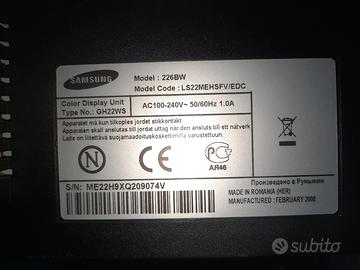 SAMSUNG
Model : 226BW
Model Code: LS22MEHSFV/EDC
Color Display Unit
Type No.: GH22WS
AC100-240V~ 50/60Hz 1.0A
Apparatet må tilkoples jordet stikkontakt
Apparaten skall anslutas till jordat uttag när den
ansluts till ett nätverk.
Laite on liitettävä
suojamaadoituskoskettimilla varustettuun
pistorasiaan
N
C
AR46
S/N: ME22H9XQ209074V
Произведено в Румынии
MADE IN ROMANIA (HER)
MANUFACTURED : FEBRUARY 2008
subito